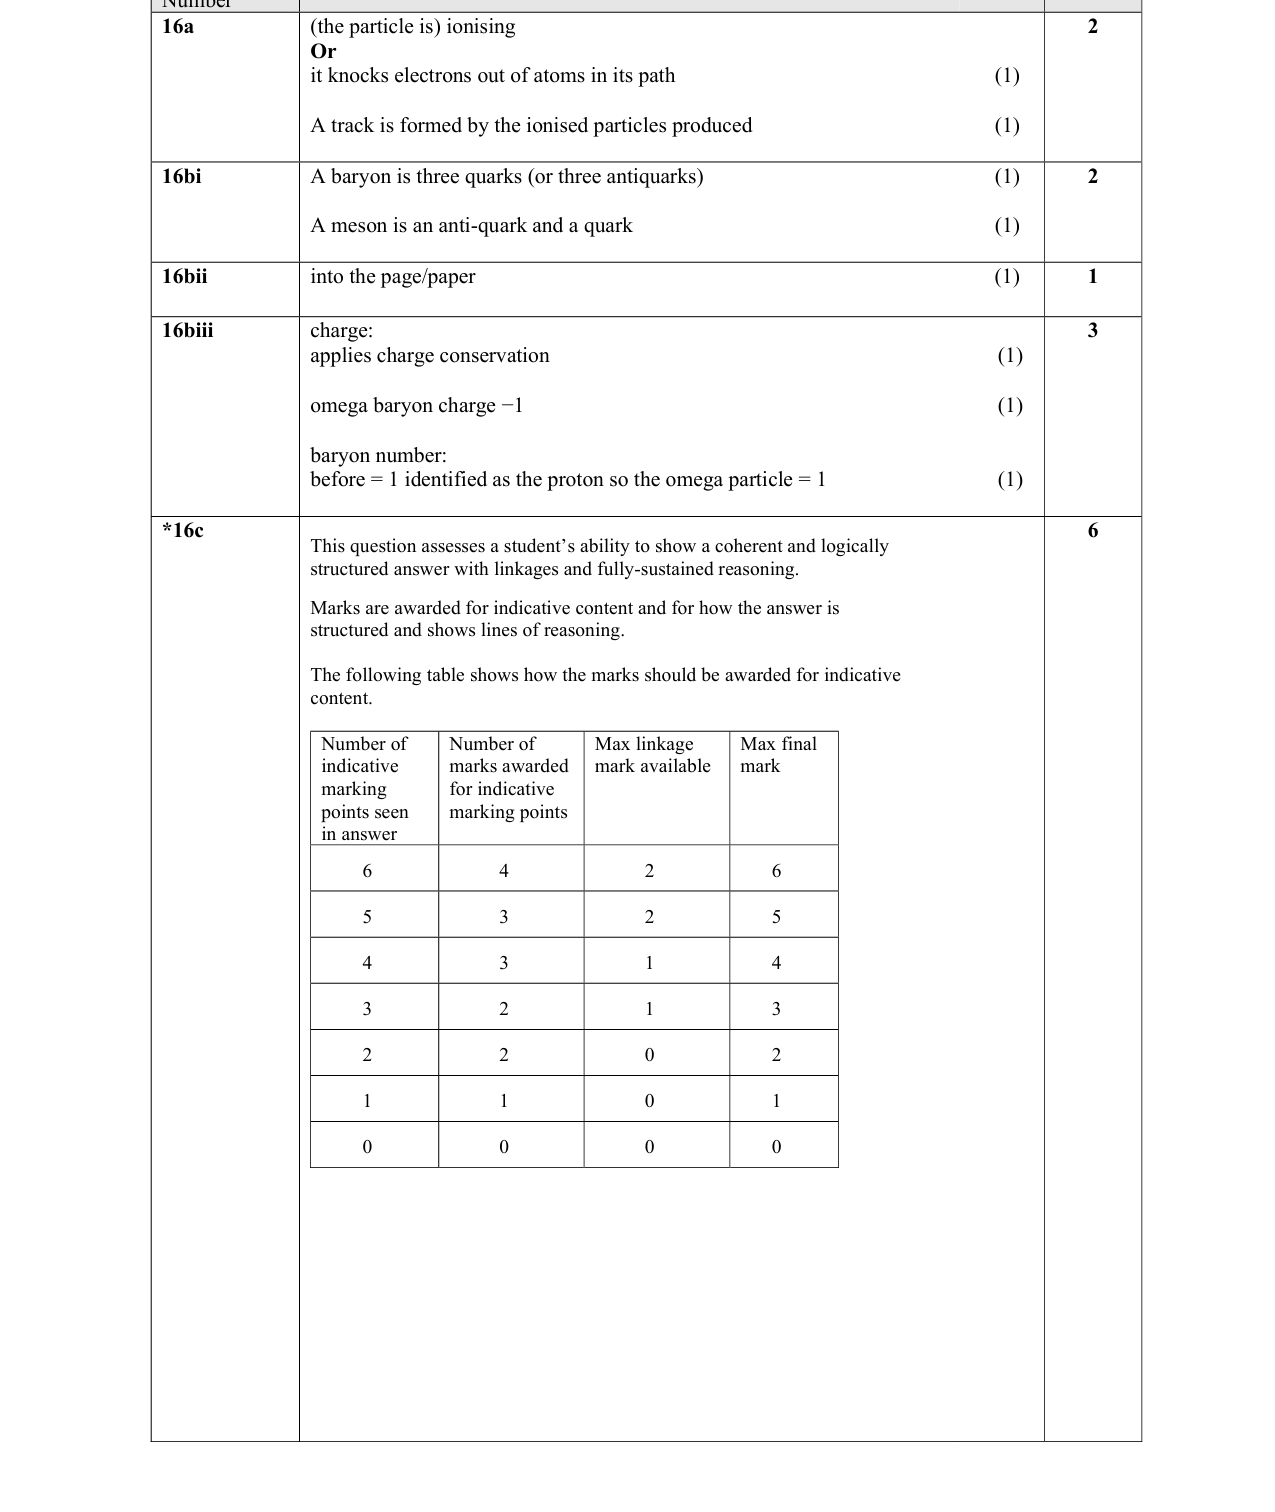 Number
16a (the particle is) ionising 2
Or
it knocks electrons out of atoms in its path (1)
A track is formed by the ionised particles produced (1)
16bi A baryon is three quarks (or three antiquarks) (1) 2
A meson is an anti-quark and a quark (1)
16bii into the page/paper (1) 1
16biii charge: 3
applies charge conservation (1)
omega baryon charge −1 (1)
baryon number:
before = 1 identified as the proton so the omega particle = 1 (1)
*16c 6
This question assesses a student’s ability to show a coherent and logically
structured answer with linkages and fully-sustained reasoning.
Marks are awarded for indicative content and for how the answer is
structured and shows lines of reasoning.
The following table shows how the marks should be awarded for indicative
content.
Number of Number of Max linkage Max final
indicative marks awarded mark available mark
marking for indicative
points seen marking points
in answer
6 4 2 6
5 3 2 5
4 3 1 4
3 2 1 3
2 2 0 2
1 1 0 1
0 0 0 0